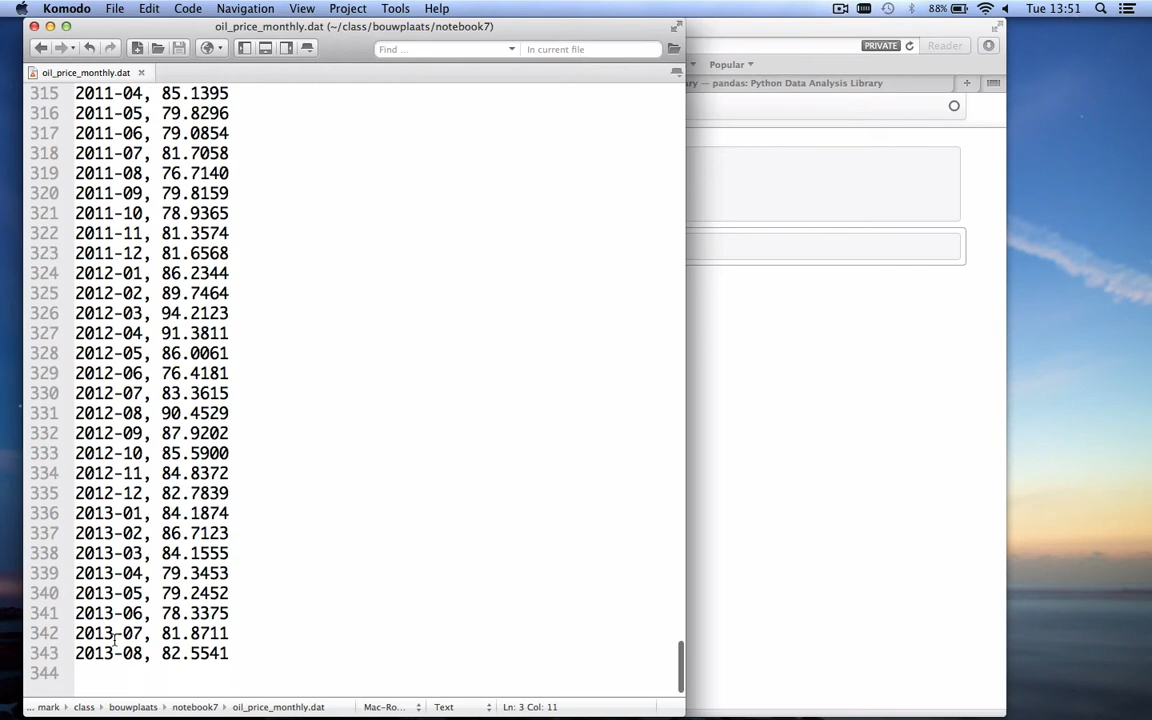 Komodo File Edit Code Navigation View Project Tools Help 88% Tue 13:51
oil_price_monthly.dat (~/class/bouwplaats/notebook7)
Find ... In current file
PRIVATE Reader
Popular
oil_price_monthly.dat
ry — pandas: Python Data Analysis Library
315 2011-04, 85.1395
316 2011-05, 79.8296
317 2011-06, 79.0854
318 2011-07, 81.7058
319 2011-08, 76.7140
320 2011-09, 79.8159
321 2011-10, 78.9365
322 2011-11, 81.3574
323 2011-12, 81.6568
324 2012-01, 86.2344
325 2012-02, 89.7464
326 2012-03, 94.2123
327 2012-04, 91.3811
328 2012-05, 86.0061
329 2012-06, 76.4181
330 2012-07, 83.3615
331 2012-08, 90.4529
332 2012-09, 87.9202
333 2012-10, 85.5900
334 2012-11, 84.8372
335 2012-12, 82.7839
336 2013-01, 84.1874
337 2013-02, 86.7123
338 2013-03, 84.1555
339 2013-04, 79.3453
340 2013-05, 79.2452
341 2013-06, 78.3375
342 2013-07, 81.8711
343 2013-08, 82.5541
344
... mark class bouwplaats notebook7 oil_price_monthly.dat Mac-Ro... Text Ln: 3 Col: 11